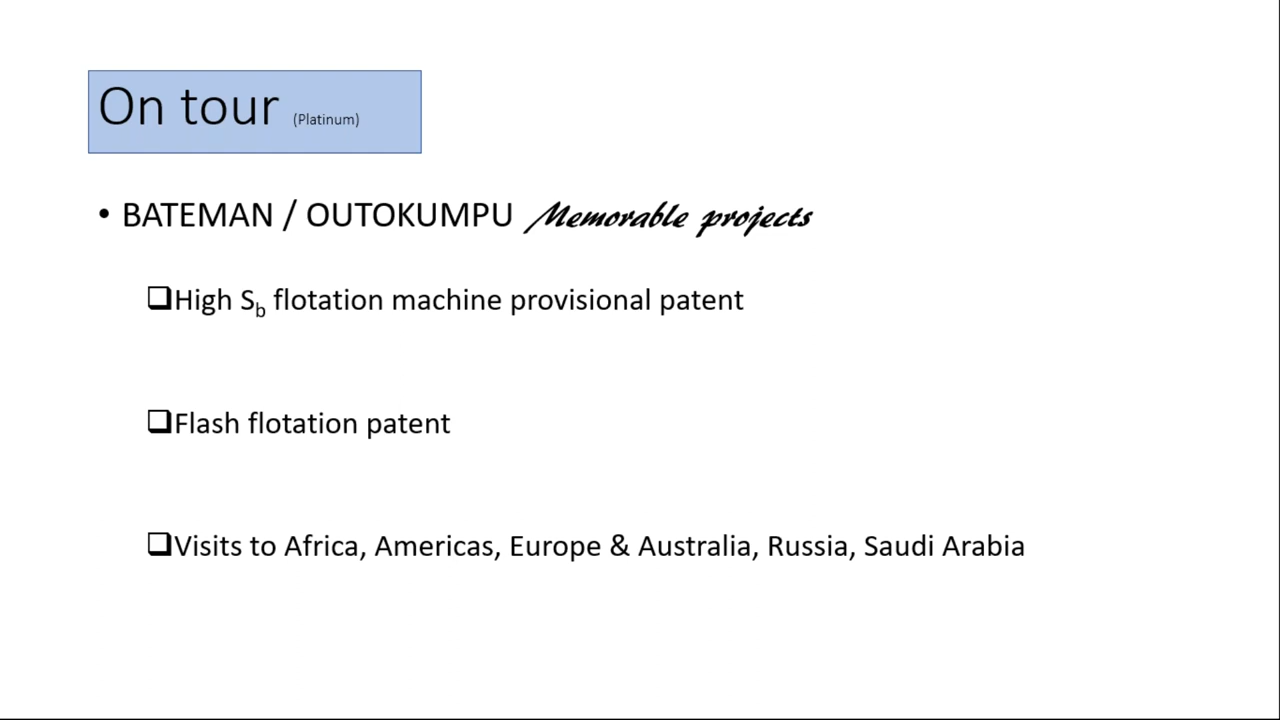 On tour (Platinum)
• BATEMAN / OUTOKUMPU Memorable projects
❑High Sb flotation machine provisional patent
❑Flash flotation patent
❑Visits to Africa, Americas, Europe & Australia, Russia, Saudi Arabia